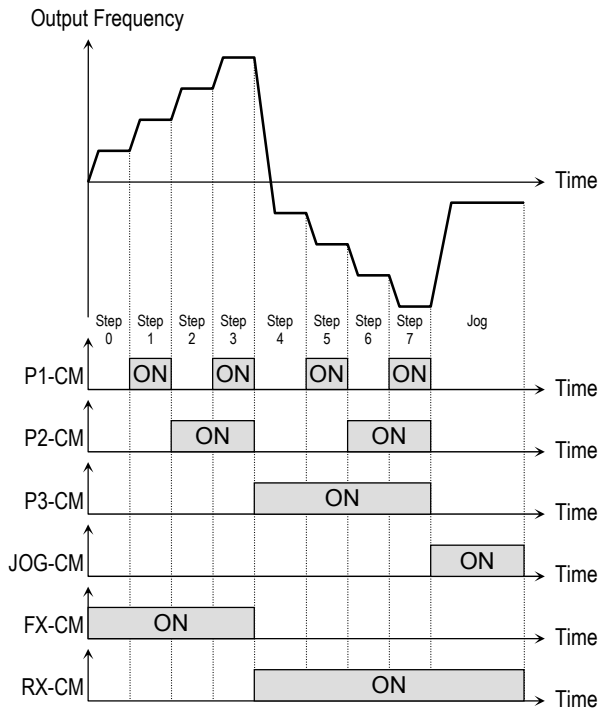 Output Frequency
Time
Step 0
Step 1
Step 2
Step 3
Step 4
Step 5
Step 6
Step 7
Jog
P1-CM
ON
ON
ON
ON
Time
P2-CM
ON
ON
Time
P3-CM
ON
Time
JOG-CM
ON
Time
FX-CM
ON
Time
RX-CM
ON
Time